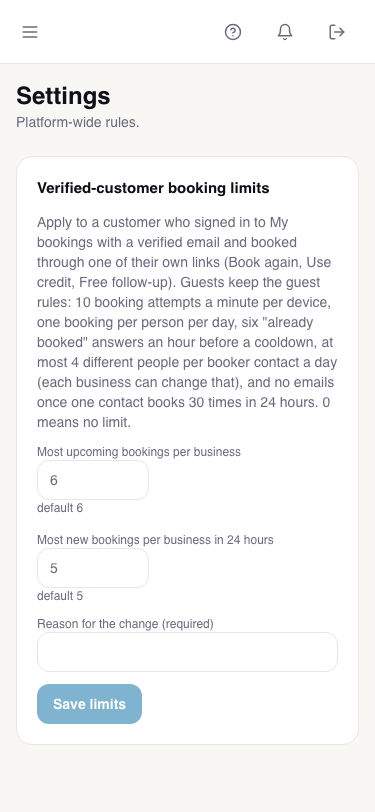 Settings
Platform-wide rules.
Verified-customer booking limits
Apply to a customer who signed in to My
bookings with a verified email and booked
through one of their own links (Book again, Use
credit, Free follow-up). Guests keep the guest
rules: 10 booking attempts a minute per device,
one booking per person per day, six "already
booked" answers an hour before a cooldown, at
most 4 different people per booker contact a day
(each business can change that), and no emails
once one contact books 30 times in 24 hours. 0
means no limit.
Most upcoming bookings per business
6
default 6
Most new bookings per business in 24 hours
5
default 5
Reason for the change (required)
Save limits